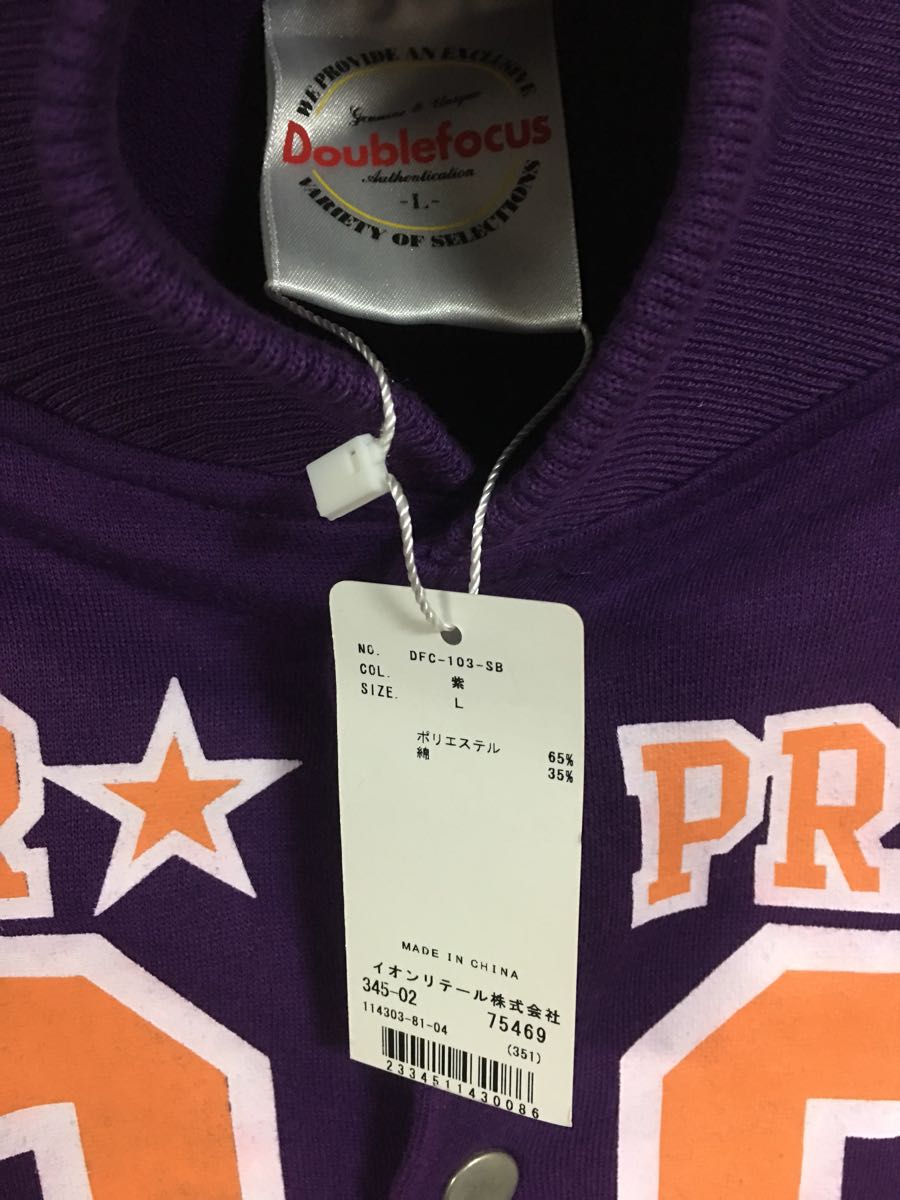 WE PROVIDE AN EXCLUSIVE
Genuine & Unique
Doublefocus
Authentication
-L-
VARIETY OF SELECTIONS
NO. DFC-103-SB
COL. 紫
SIZE. L
ポリエステル 65%
綿 35%
MADE IN CHINA
イオンリテール株式会社
345-02 75469
114303-81-04 (351)
2334511430086
R★ PR